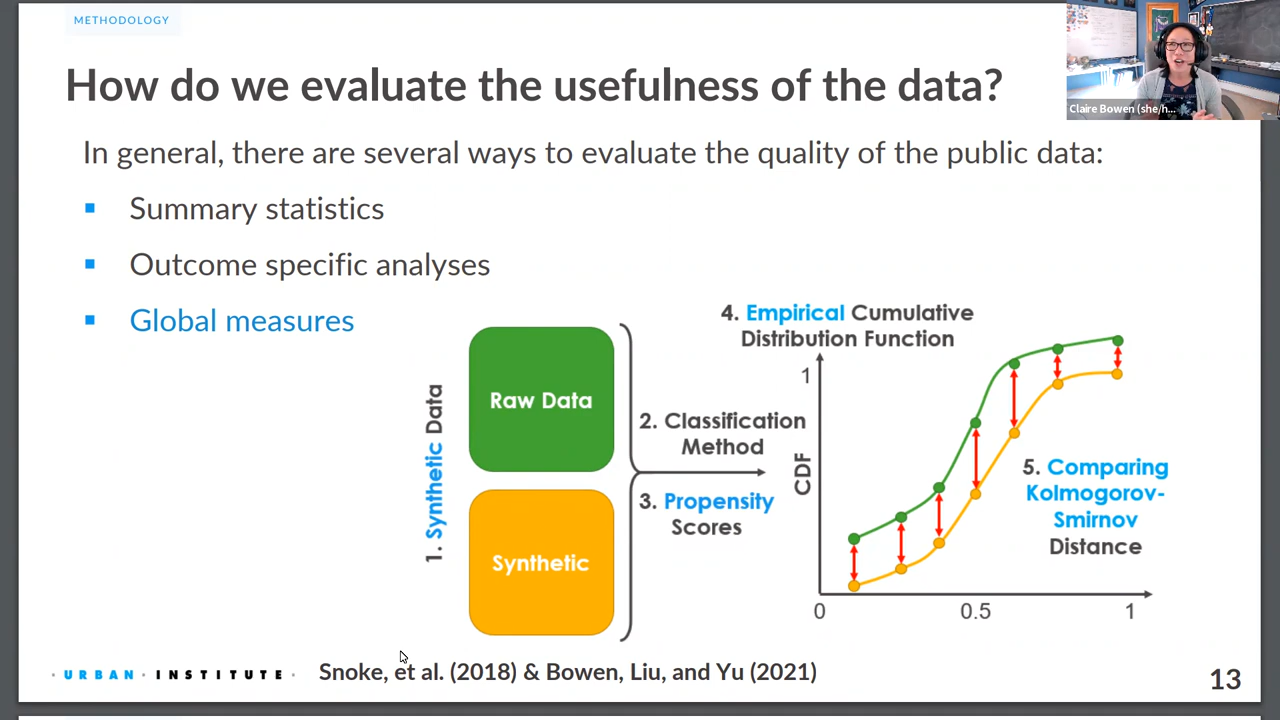 METHODOLOGY
How do we evaluate the usefulness of the data?
Claire Bowen (she/h...
In general, there are several ways to evaluate the quality of the public data:
▪ Summary statistics
▪ Outcome specific analyses
▪ Global measures
1. Synthetic Data
Raw Data
Synthetic
2. Classification
Method
3. Propensity
Scores
4. Empirical Cumulative
Distribution Function
1
CDF
0
0.5
1
5. Comparing
Kolmogorov-
Smirnov
Distance
· URBAN · INSTITUTE ·
Snoke, et al. (2018) & Bowen, Liu, and Yu (2021)
13